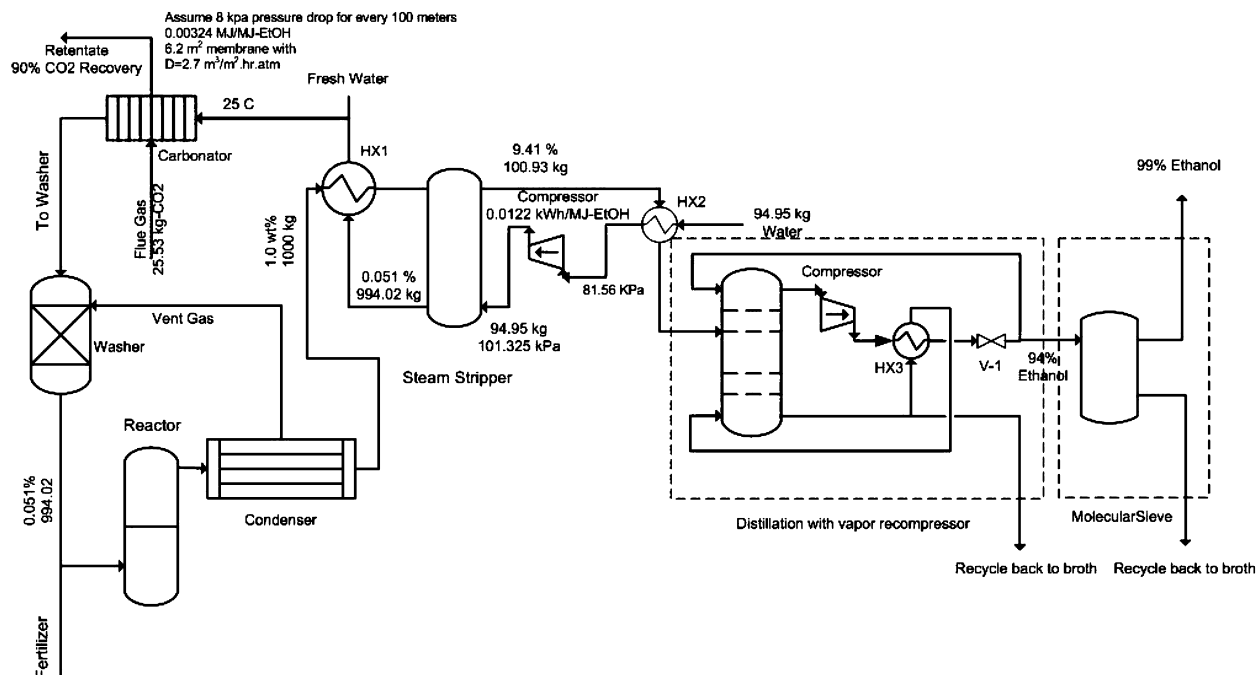 Assume 8 kpa pressure drop for every 100 meters
0.00324 MJ/MJ-EtOH
6.2 m² membrane with
D=2.7 m³/m².hr.atm
Retentate
90% CO2 Recovery
Fresh Water
25 C
Carbonator
HX1
To Washer
Flue Gas
25.53 kg-CO2
1.0 wt%
1000 kg
9.41 %
100.93 kg
Compressor
0.0122 kWh/MJ-EtOH
HX2
94.95 kg
Water
99% Ethanol
0.051 %
994.02 kg
81.56 KPa
Compressor
94.95 kg
101.325 kPa
Vent Gas
Washer
Steam Stripper
HX3
V-1
94%
Ethanol
Reactor
0.051%
994.02
Condenser
Distillation with vapor recompressor
MolecularSieve
Recycle back to broth
Recycle back to broth
Fertilizer